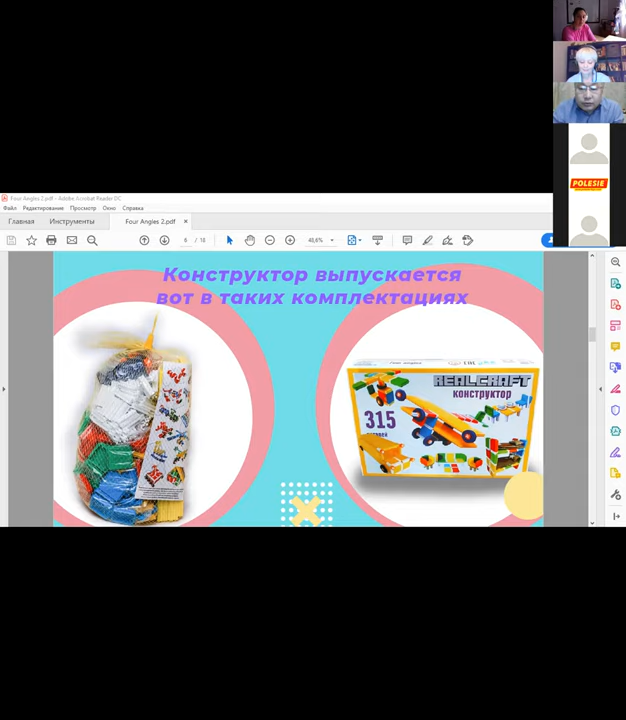 POLESIE
Four Angles 2.pdf - Adobe Acrobat Reader DC
Файл Редактирование Просмотр Окно Справка
Главная Инструменты Four Angles 2.pdf ×
6 / 18 48,6%
Конструктор выпускается
вот в таких комплектациях
REALCRAFT
конструктор
315